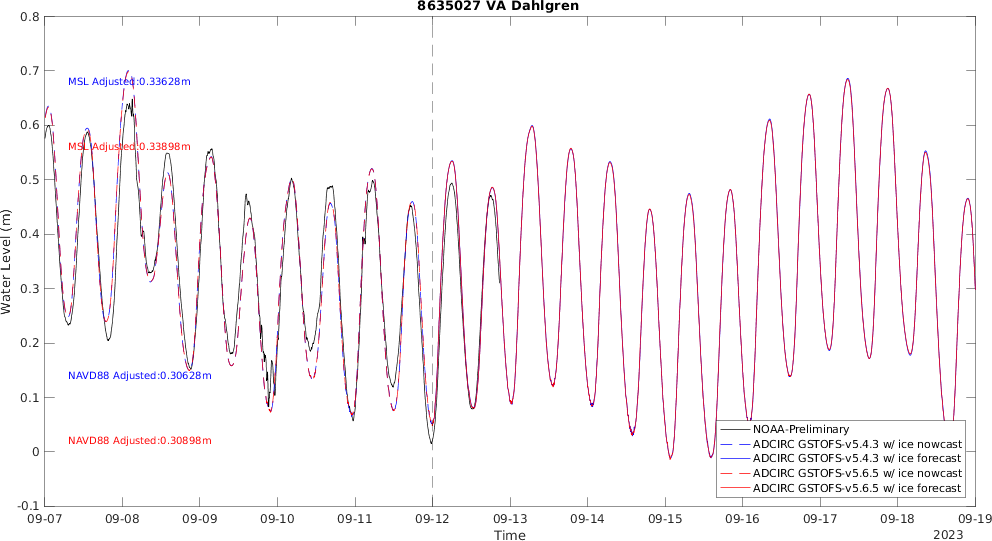 8635027 VA Dahlgren
0.8
0.7
0.6
0.5
0.4
0.3
0.2
0.1
0
-0.1
Water Level (m)
MSL Adjusted:0.33628m
MSL Adjusted:0.33898m
NAVD88 Adjusted:0.30628m
NAVD88 Adjusted:0.30898m
NOAA-Preliminary
ADCIRC GSTOFS-v5.4.3 w/ ice nowcast
ADCIRC GSTOFS-v5.4.3 w/ ice forecast
ADCIRC GSTOFS-v5.6.5 w/ ice nowcast
ADCIRC GSTOFS-v5.6.5 w/ ice forecast
09-07 09-08 09-09 09-10 09-11 09-12 09-13 09-14 09-15 09-16 09-17 09-18 09-19
Time
2023